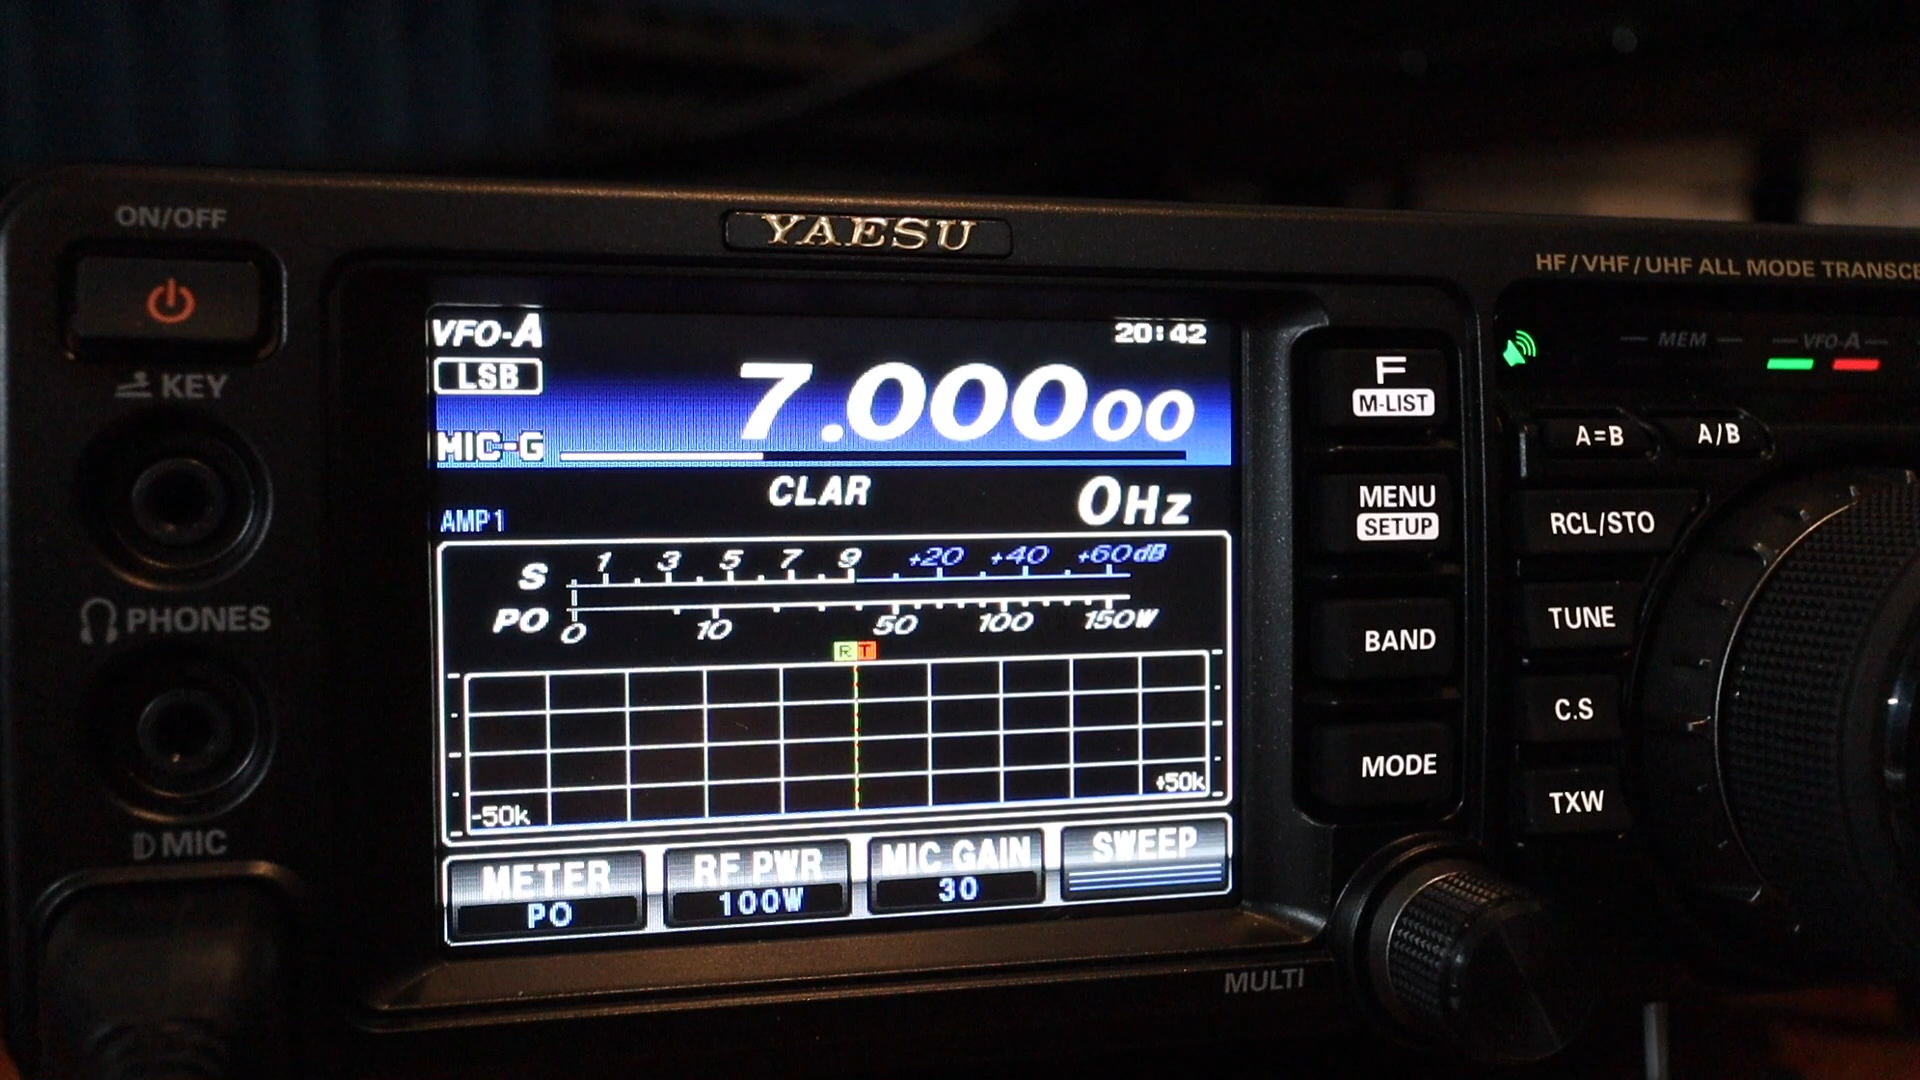 ON/OFF
YAESU
HF/VHF/UHF ALL MODE TRANSCE
VFO-A
20:42
LSB
7.00000
MIC-G
CLAR
0Hz
AMP1
S 1 3 5 7 9 +20 +40 +60dB
PO 0 10 50 100 150W
R T
-50k
+50k
METER
PO
RF PWR
100W
MIC GAIN
30
SWEEP
KEY
PHONES
MIC
F
M-LIST
MENU
SETUP
BAND
MODE
MULTI
MEM
VFO-A
A=B
A/B
RCL/STO
TUNE
C.S
TXW